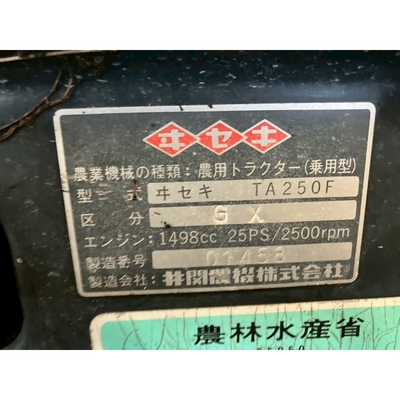 ヰセキ
農業機械の種類:農用トラクター(乗用型)
型式 ヰセキ TA250F
区分 GX
エンジン:1498cc 25PS/2500rpm
製造番号 01458
製造会社:井関農機株式会社
農林水産省